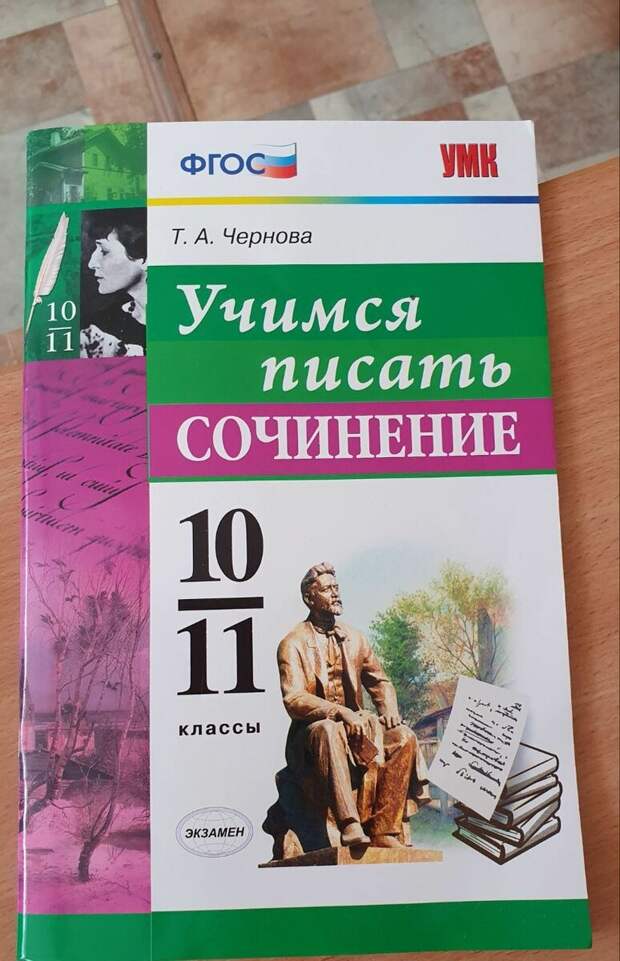 ФГОС
УМК
Т. А. Чернова
10
11
Учимся
писать
СОЧИНЕНИЕ
10
11
классы
ЭКЗАМЕН